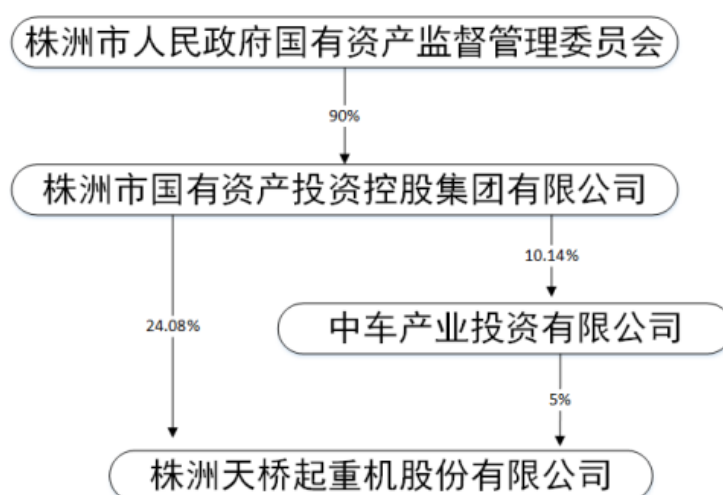 株洲市人民政府国有资产监督管理委员会
90%
株洲市国有资产投资控股集团有限公司
10.14%
24.08%
中车产业投资有限公司
5%
株洲天桥起重机股份有限公司